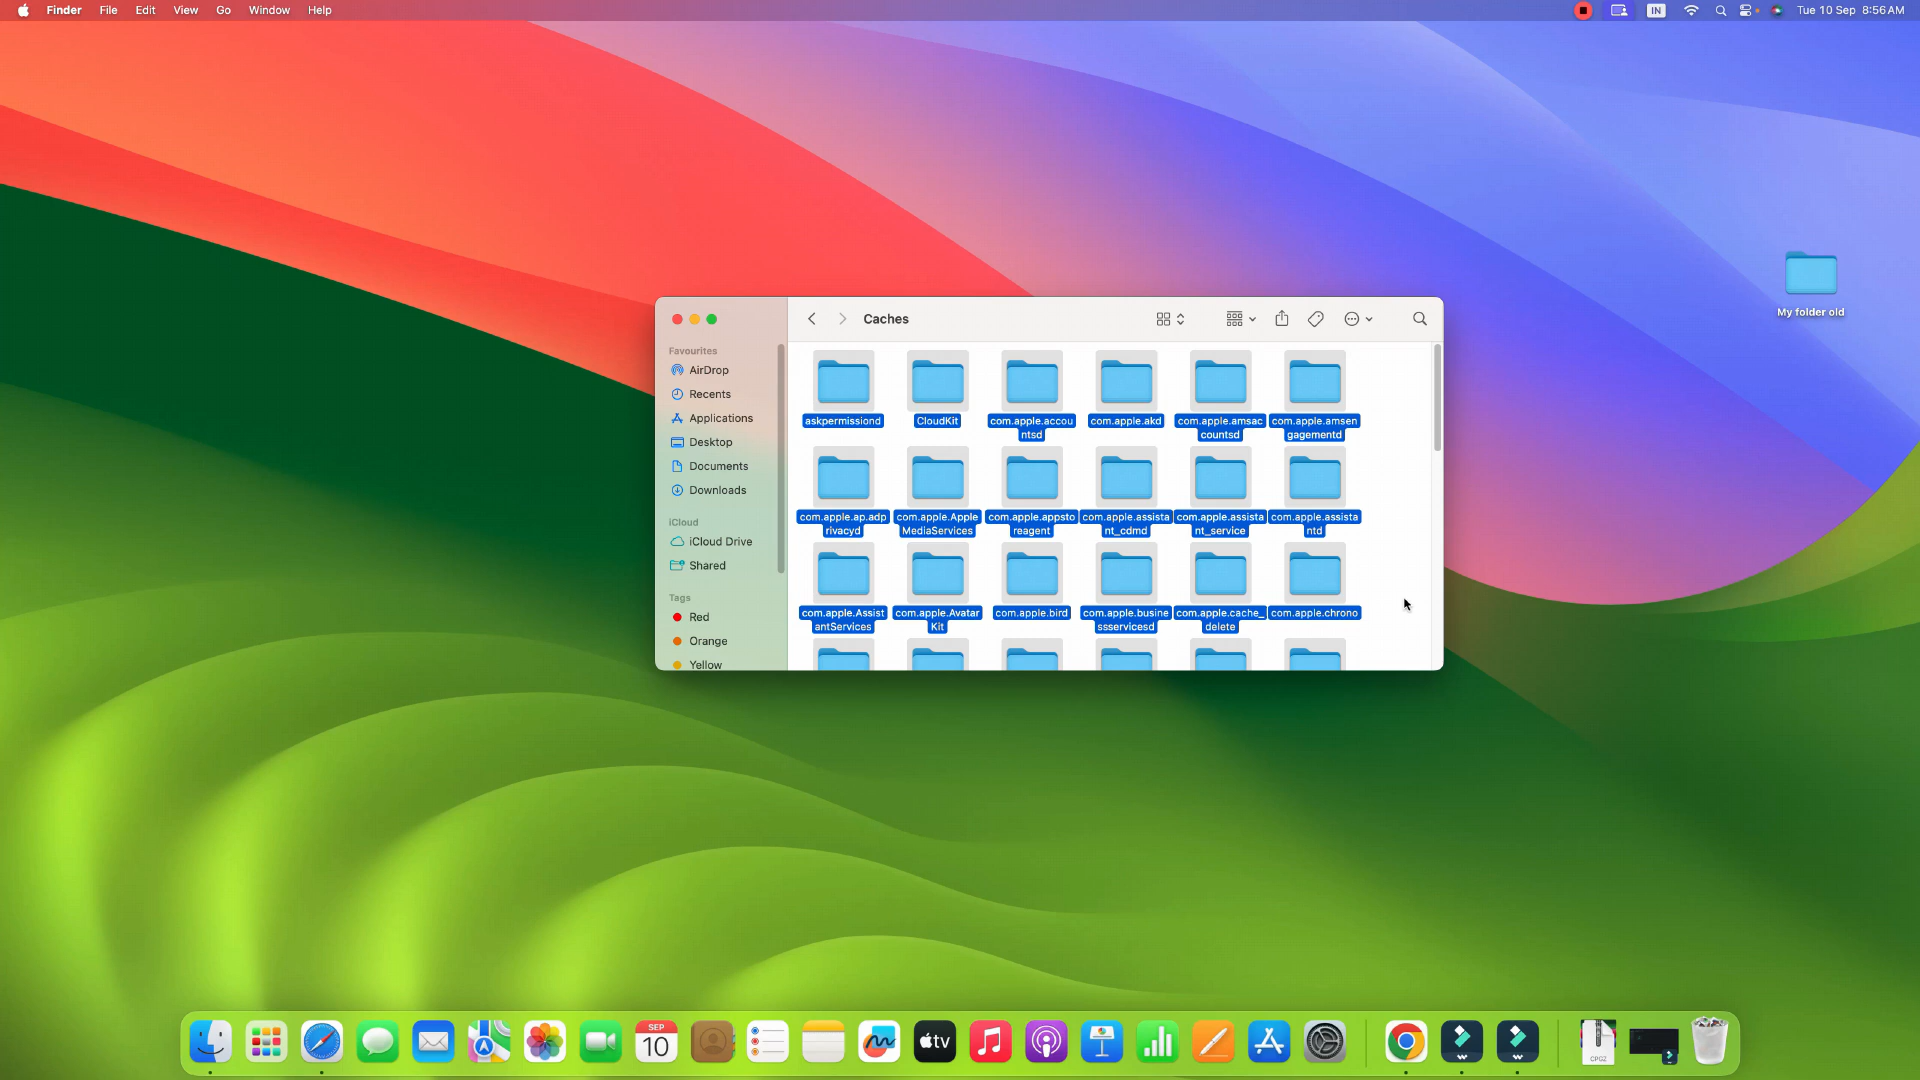 Finder File Edit View Go Window Help
IN Tue 10 Sep 8:56 AM
My folder old
Caches
Favourites
AirDrop
Recents
Applications
Desktop
Documents
Downloads
iCloud
iCloud Drive
Shared
Tags
Red
Orange
Yellow
askpermissiond
CloudKit
com.apple.accou
ntsd
com.apple.akd
com.apple.amsac
countsd
com.apple.amsen
gagementd
com.apple.ap.adp
rivacyd
com.apple.Apple
MediaServices
com.apple.appsto
reagent
com.apple.assista
nt_cdmd
com.apple.assista
nt_service
com.apple.assista
ntd
com.apple.Assist
antServices
com.apple.Avatar
Kit
com.apple.bird
com.apple.busine
ssservicesd
com.apple.cache_
delete
com.apple.chrono
SEP
10
tv
CPGZ